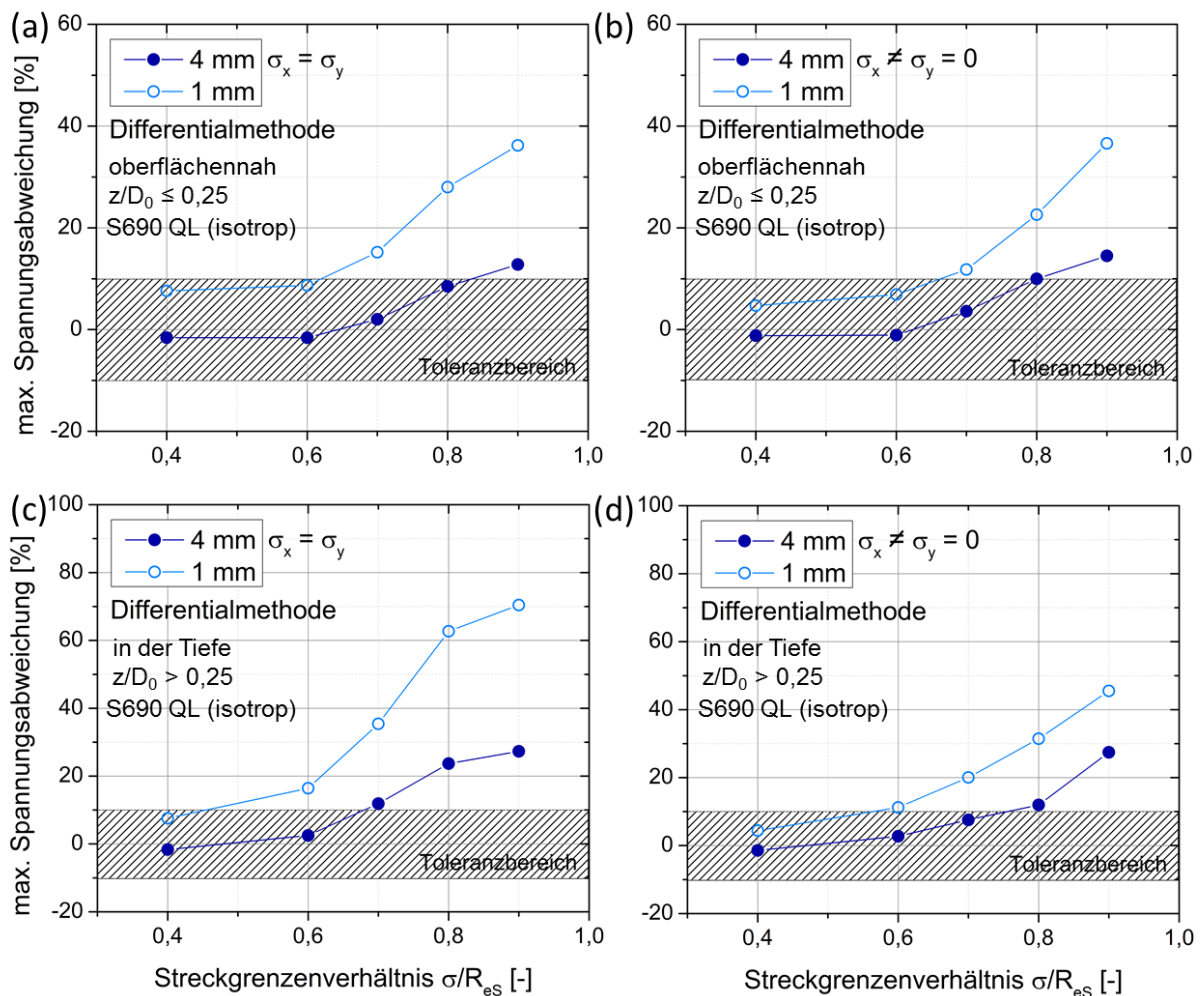 (a)
60
40
20
0
-20
max. Spannungsabweichung [%]
4 mm σx = σy
1 mm
Differentialmethode
oberflächennah
z/D0 ≤ 0,25
S690 QL (isotrop)
Toleranzbereich
0,4 0,6 0,8 1,0
(b)
60
40
20
0
-20
4 mm σx ≠ σy = 0
1 mm
Differentialmethode
oberflächennah
z/D0 ≤ 0,25
S690 QL (isotrop)
Toleranzbereich
0,4 0,6 0,8 1,0
(c)
100
80
60
40
20
0
-20
max. Spannungsabweichung [%]
4 mm σx = σy
1 mm
Differentialmethode
in der Tiefe
z/D0 > 0,25
S690 QL (isotrop)
Toleranzbereich
0,4 0,6 0,8 1,0
Streckgrenzenverhältnis σ/ReS [-]
(d)
100
80
60
40
20
0
-20
4 mm σx ≠ σy = 0
1 mm
Differentialmethode
in der Tiefe
z/D0 > 0,25
S690 QL (isotrop)
Toleranzbereich
0,4 0,6 0,8 1,0
Streckgrenzenverhältnis σ/ReS [-]